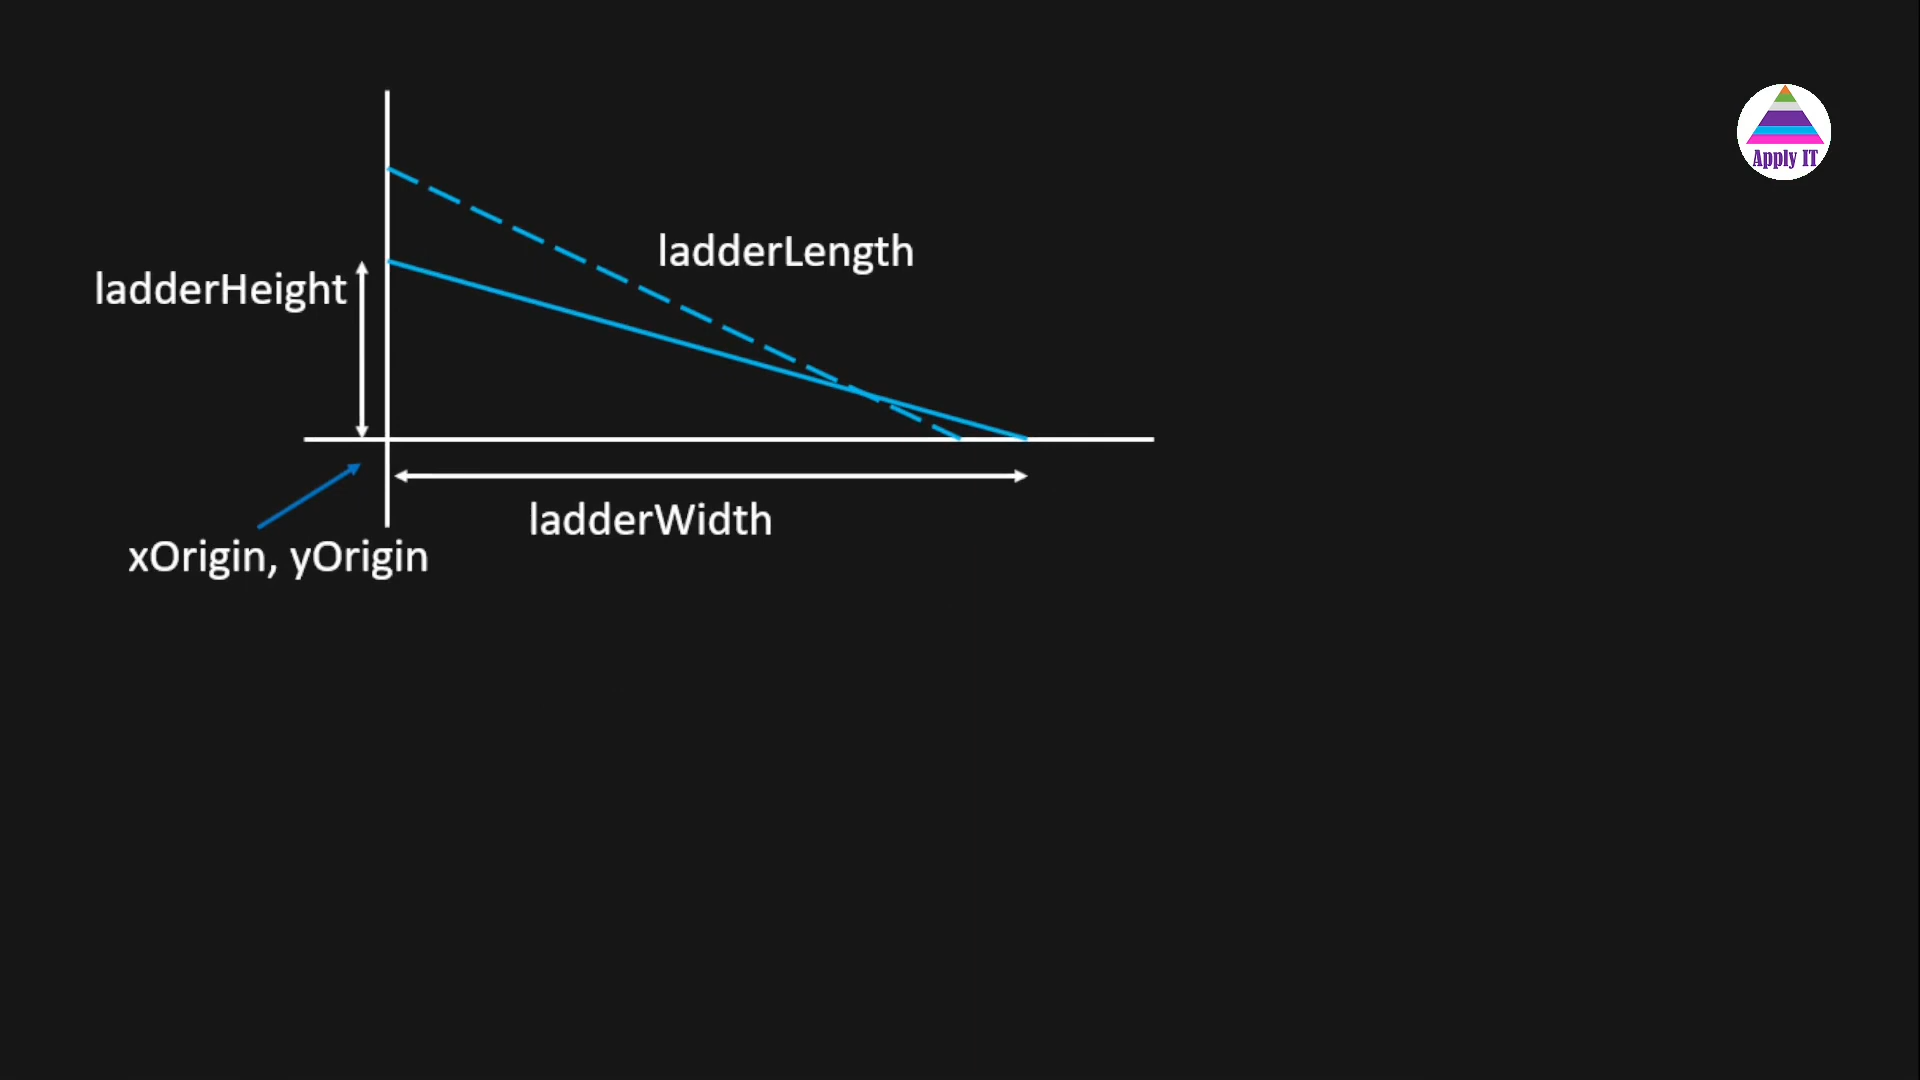 Apply IT
ladderLength
ladderHeight
ladderWidth
xOrigin, yOrigin